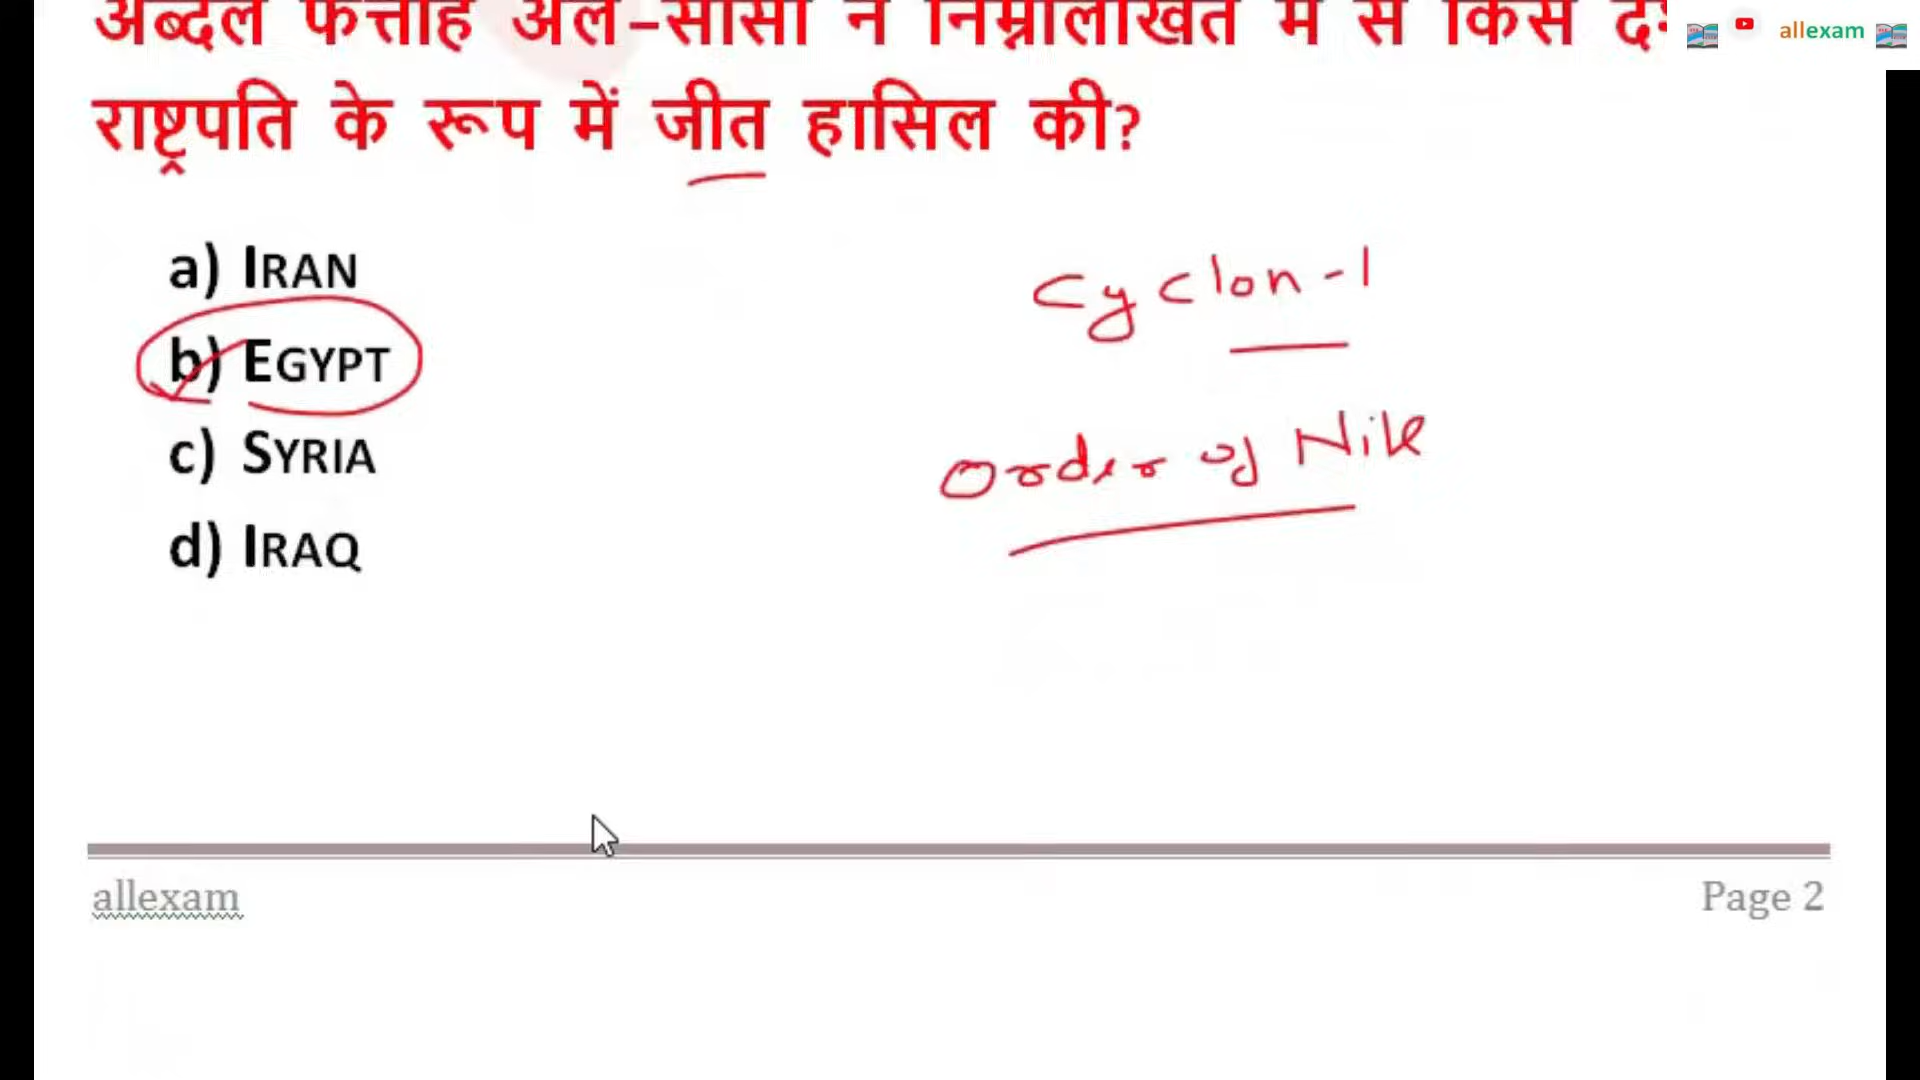 अब्देल फत्ताह अल-सीसी ने निम्नलिखित में से किस
allexam
राष्ट्रपति के रूप में जीत हासिल की?
a) IRAN
b) EGYPT
c) SYRIA
d) IRAQ
Cyclon-1
order of Nile
allexam
Page 2